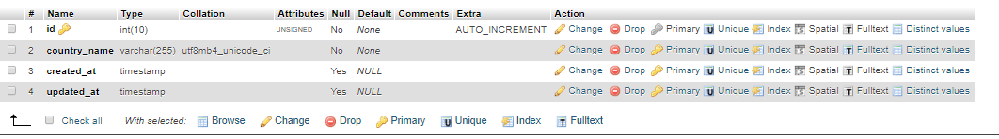 # Name Type Collation Attributes Null Default Comments Extra Action
1 id int(10) UNSIGNED No None AUTO_INCREMENT Change Drop Primary Unique Index Spatial Fulltext Distinct values
2 country_name varchar(255) utf8mb4_unicode_ci No None Change Drop Primary Unique Index Spatial Fulltext Distinct values
3 created_at timestamp Yes NULL Change Drop Primary Unique Index Spatial Fulltext Distinct values
4 updated_at timestamp Yes NULL Change Drop Primary Unique Index Spatial Fulltext Distinct values
Check all With selected: Browse Change Drop Primary Unique Index Fulltext